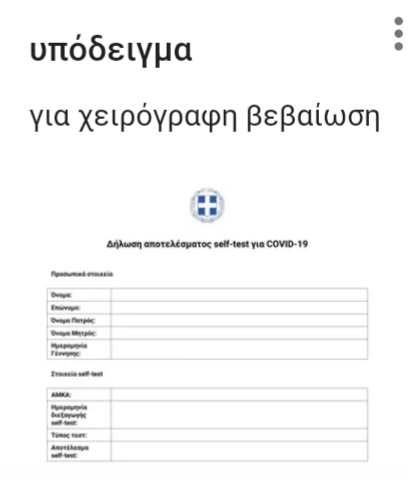 υπόδειγμα
για χειρόγραφη βεβαίωση
Δήλωση αποτελέσματος self-test για COVID-19
Προσωπικά στοιχεία
Όνομα:
Επώνυμο:
Όνομα Πατρός:
Όνομα Μητρός:
Ημερομηνία
Γέννησης:
Στοιχεία self-test
ΑΜΚΑ:
Ημερομηνία
διεξαγωγής
self-test:
Τύπος τεστ:
Αποτέλεσμα
self-test: